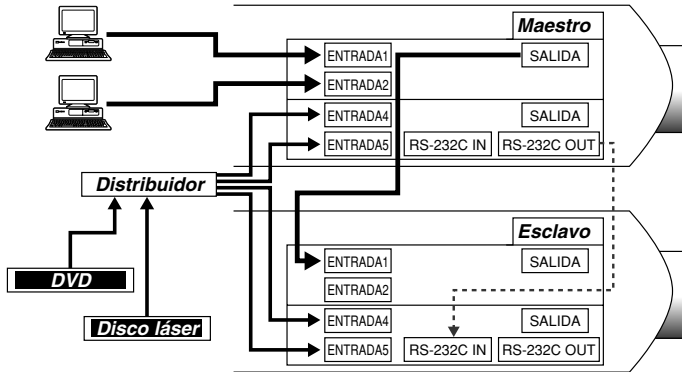 Maestro
ENTRADA1 SALIDA
ENTRADA2
ENTRADA4 SALIDA
ENTRADA5 RS-232C IN RS-232C OUT
Distribuidor
Esclavo
ENTRADA1 SALIDA
DVD
ENTRADA2
Disco láser
ENTRADA4 SALIDA
ENTRADA5 RS-232C IN RS-232C OUT